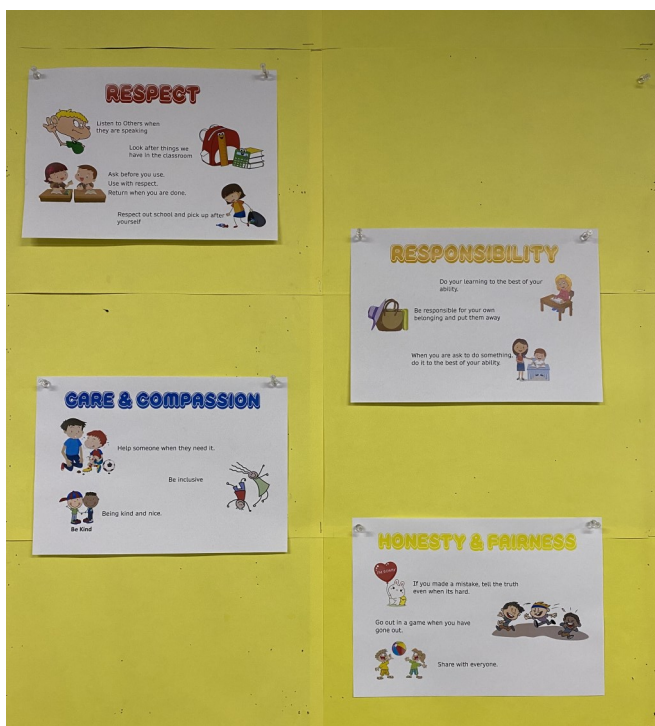 RESPECT
Listen to Others when
they are speaking
Look after things we
have in the classroom
Ask before you use.
Use with respect.
Return when you are done.
Respect out school and pick up after
yourself
RESPONSIBILITY
Do your learning to the best of your
ability.
Be responsible for your own
belonging and put them away
When you are ask to do something,
do it to the best of your ability.
CARE & COMPASSION
Help someone when they need it.
Be inclusive
Being kind and nice.
Be Kind
HONESTY & FAIRNESS
If you made a mistake, tell the truth
even when its hard.
Go out in a game when you have
gone out.
Share with everyone.